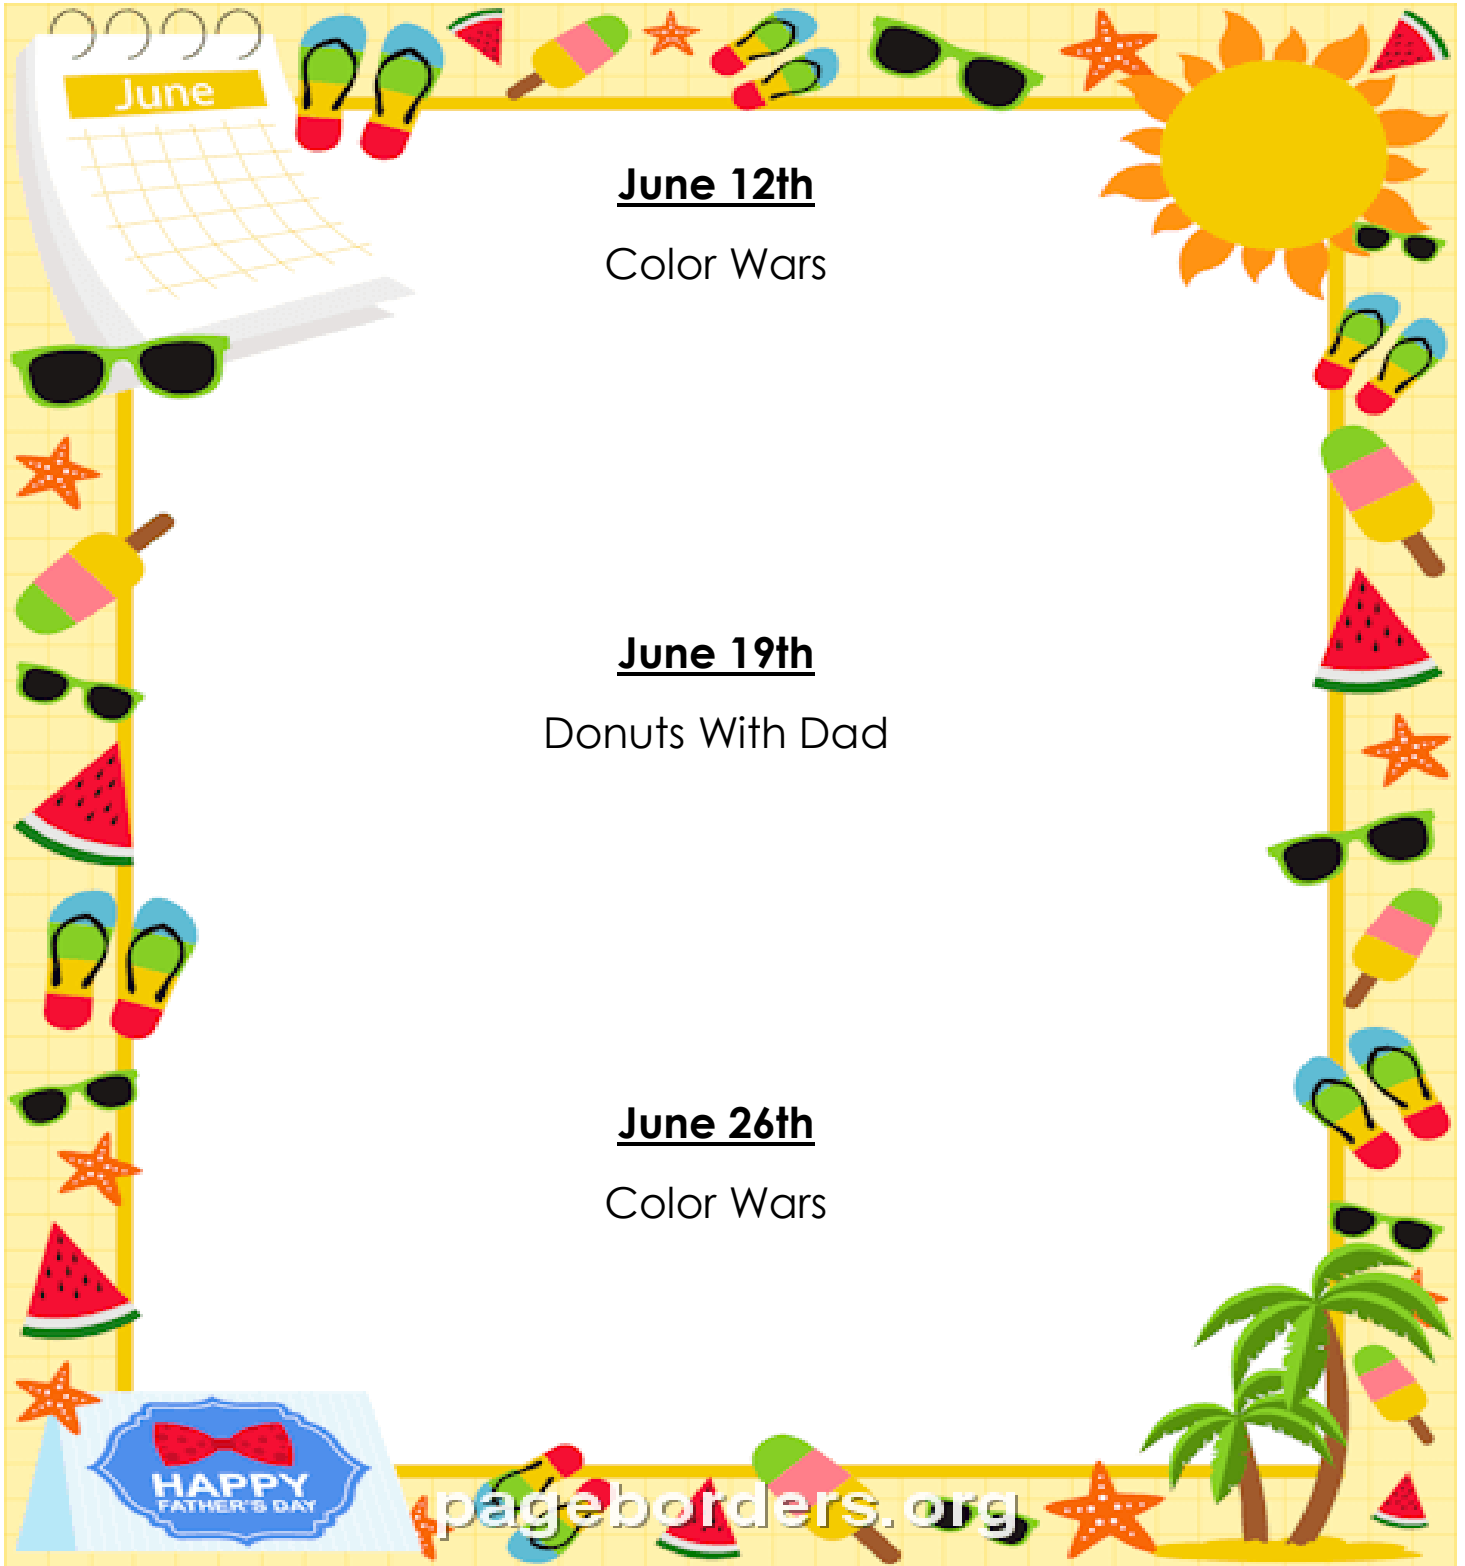 June
June 12th
Color Wars
June 19th
Donuts With Dad
June 26th
Color Wars
HAPPY
FATHER'S DAY
pageborders.org